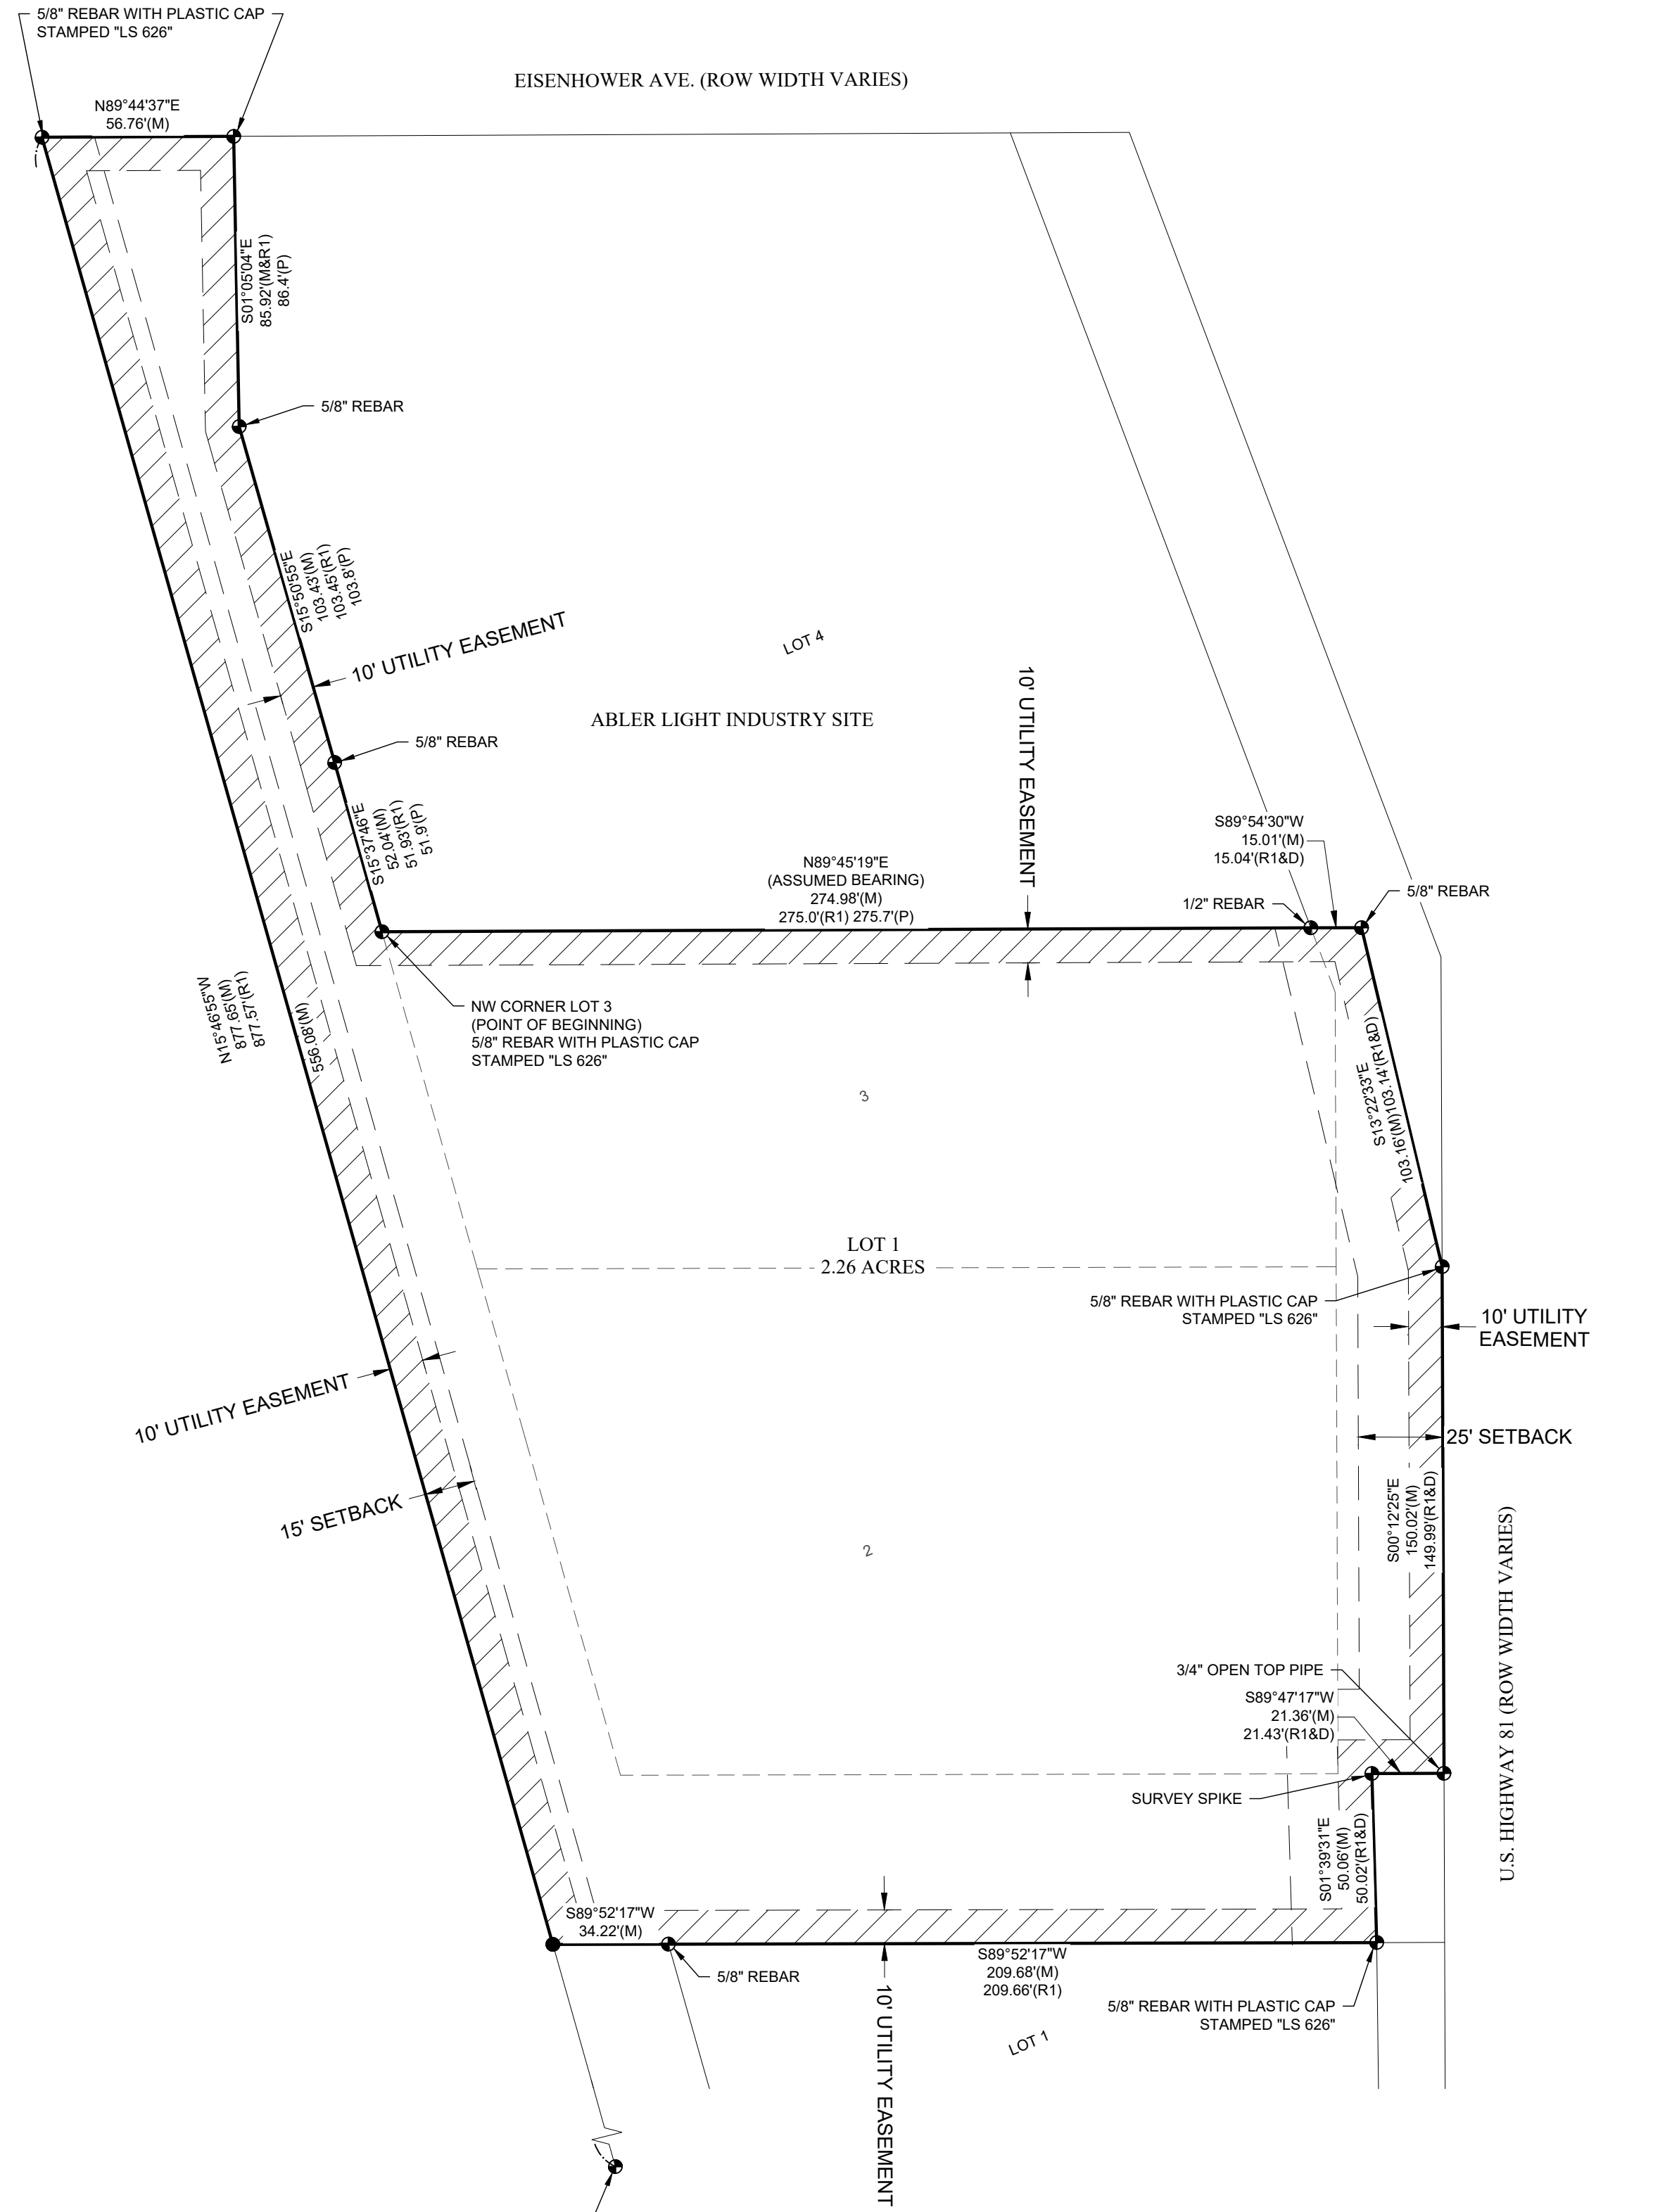 5/8" REBAR WITH PLASTIC CAP
STAMPED "LS 626"
EISENHOWER AVE. (ROW WIDTH VARIES)
N89°44'37"E
56.76'(M)
S01°05'04"E
85.92'(M&R1)
86.4'(P)
5/8" REBAR
S15°50'55"E
103.43'(M)
103.45'(R1)
103.8'(P)
10' UTILITY EASEMENT
LOT 4
ABLER LIGHT INDUSTRY SITE
10' UTILITY EASEMENT
5/8" REBAR
S15°37'46"E
52.04'(M)
51.93'(R1)
51.9'(P)
N89°45'19"E
(ASSUMED BEARING)
274.98'(M)
275.0'(R1) 275.7'(P)
S89°54'30"W
15.01'(M)
15.04'(R1&D)
1/2" REBAR
5/8" REBAR
NW CORNER LOT 3
(POINT OF BEGINNING)
5/8" REBAR WITH PLASTIC CAP
STAMPED "LS 626"
N15°46'55"W
877.65'(M)
877.57'(R1)
556.08'(M)
S13°22'33"E
103.16'(M)103.14'(R1&D)
3
LOT 1
2.26 ACRES
5/8" REBAR WITH PLASTIC CAP
STAMPED "LS 626"
10' UTILITY
EASEMENT
10' UTILITY EASEMENT
25' SETBACK
15' SETBACK
S00°12'25"E
150.02'(M)
149.99'(R1&D)
2
U.S. HIGHWAY 81 (ROW WIDTH VARIES)
3/4" OPEN TOP PIPE
S89°47'17"W
21.36'(M)
21.43'(R1&D)
SURVEY SPIKE
S01°39'31"E
50.06'(M)
50.02'(R1&D)
S89°52'17"W
34.22'(M)
5/8" REBAR
S89°52'17"W
209.68'(M)
209.66'(R1)
10' UTILITY EASEMENT
5/8" REBAR WITH PLASTIC CAP
STAMPED "LS 626"
LOT 1